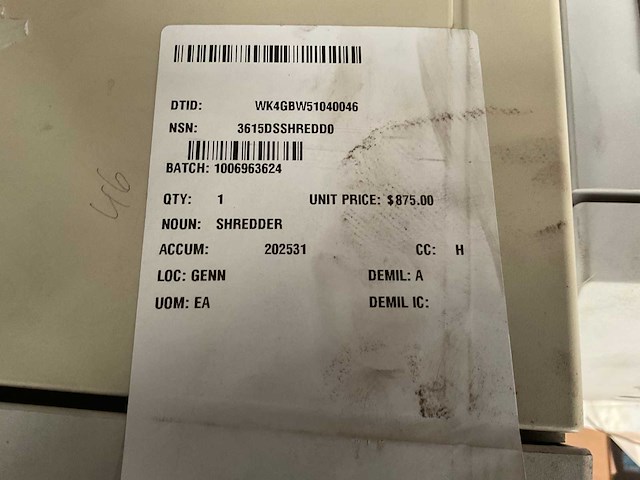 DTID: WK4GBW51040046
NSN: 3615DSSHREDD0
BATCH: 1006963624
QTY: 1 UNIT PRICE: $875.00
NOUN: SHREDDER
ACCUM: 202531 CC: H
LOC: GENN DEMIL: A
UOM: EA DEMIL IC:
46